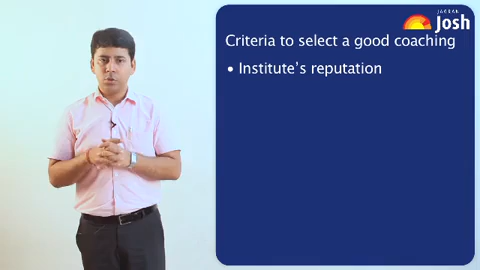 JAGRAN
Josh
Criteria to select a good coaching
• Institute's reputation